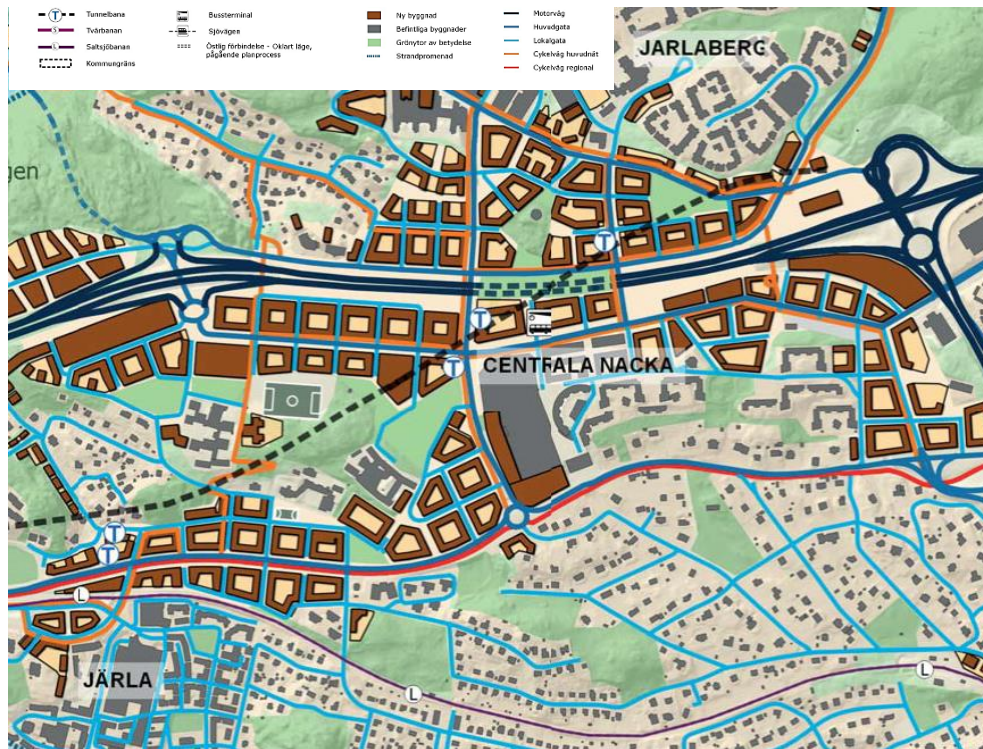 Tunnelbana
Tvärbanan
Saltsjöbanan
Kommungräns
Bussterminal
Sjövägen
Östlig förbindelse - Oklart läge,
pågående planprocess
Ny byggnad
Befintliga byggnader
Grönytor av betydelse
Strandpromenad
Motorväg
Huvudgata
Lokalgata
Cykelväg huvudnät
Cykelväg regional
T
S
L
JARLABERG
gen
T
T
CENTRALA NACKA
T
T
T
L
JÄRLA
L
L